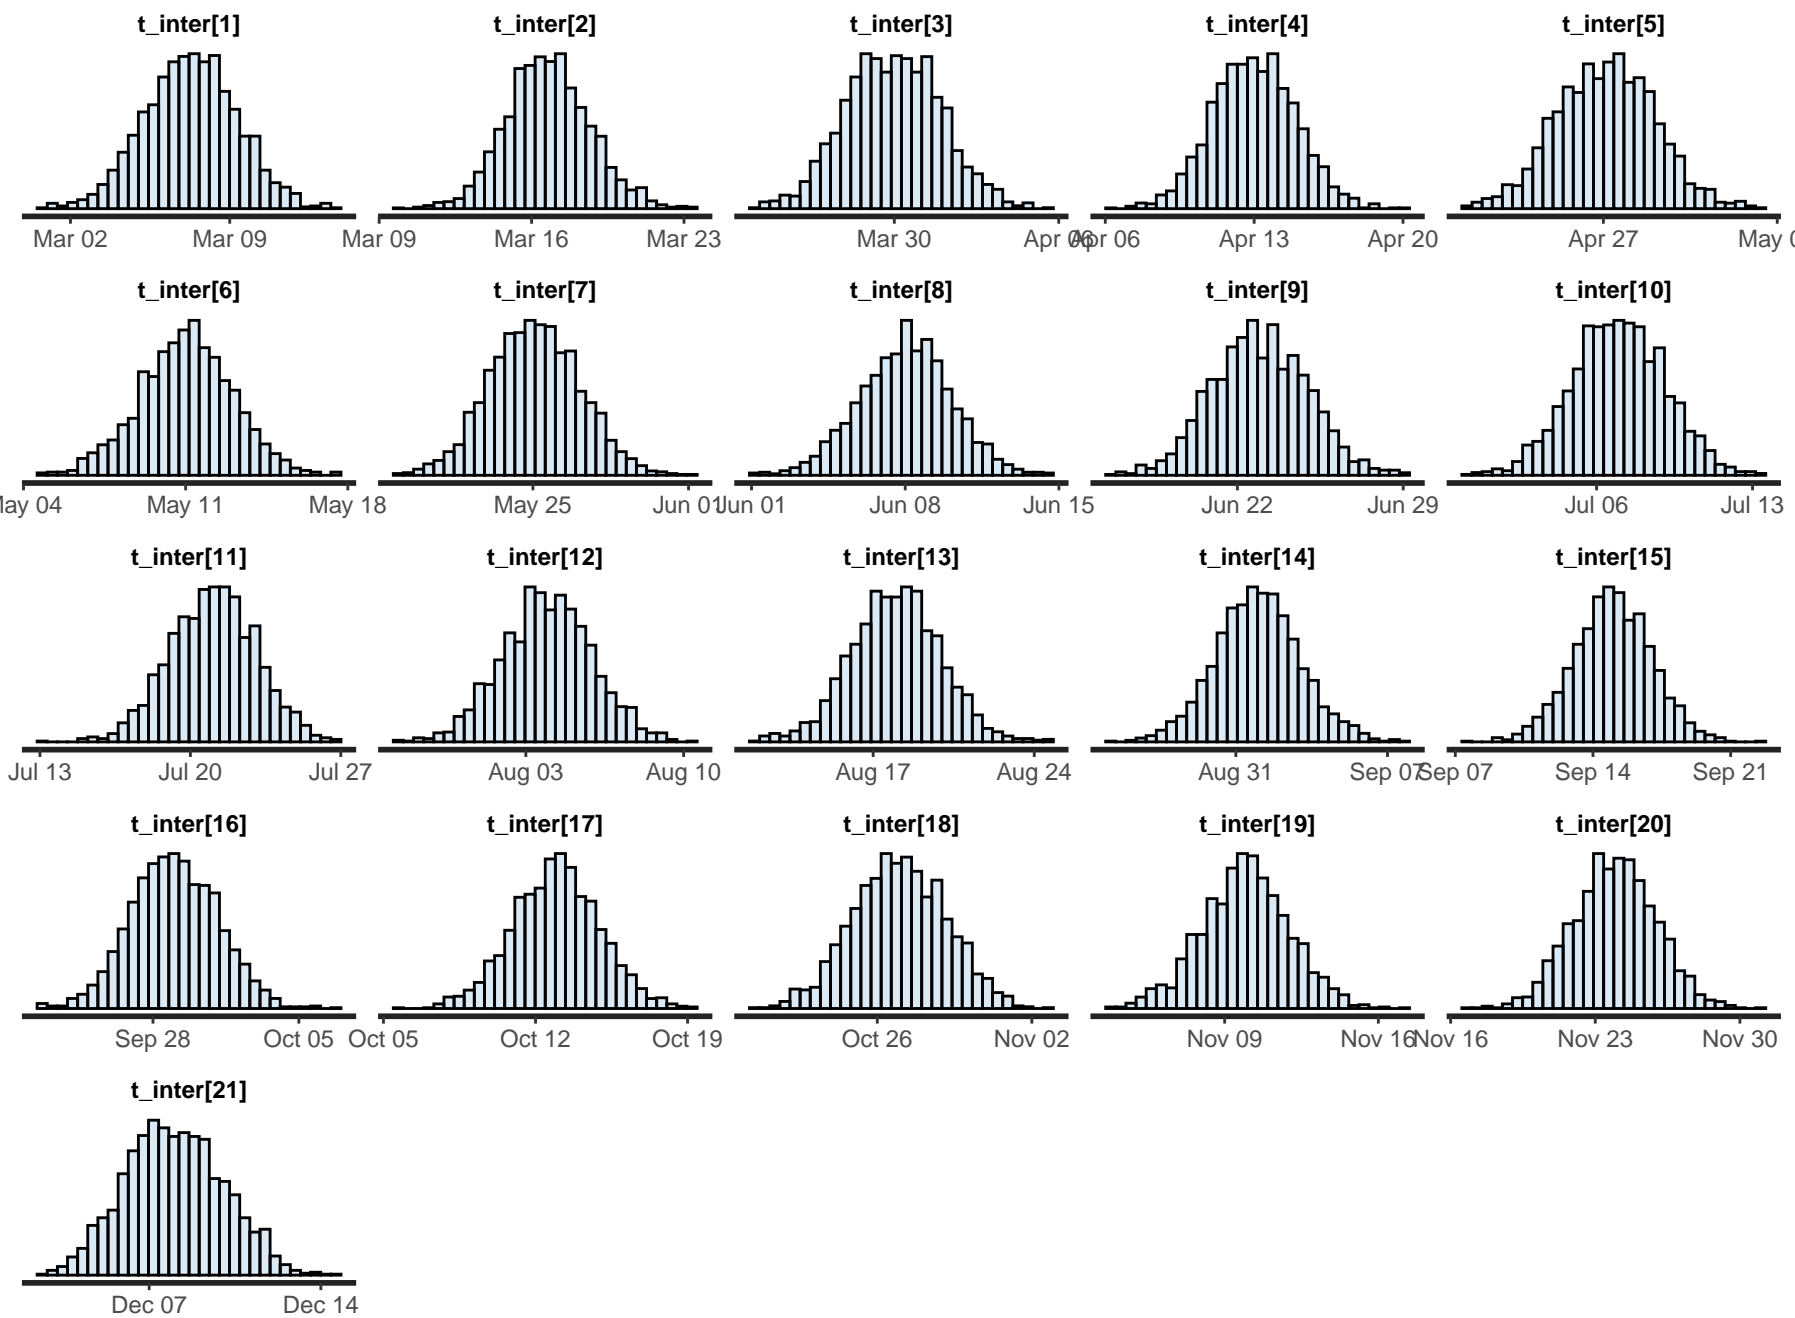 t_inter[1] t_inter[2] t_inter[3] t_inter[4] t_inter[5]
Mar 02 Mar 09 Mar 09 Mar 16 Mar 23 Mar 30 Apr 06 Apr 06 Apr 13 Apr 20 Apr 27 May 0
t_inter[6] t_inter[7] t_inter[8] t_inter[9] t_inter[10]
May 04 May 11 May 18 May 25 Jun 01 Jun 01 Jun 08 Jun 15 Jun 22 Jun 29 Jul 06 Jul 13
t_inter[11] t_inter[12] t_inter[13] t_inter[14] t_inter[15]
Jul 13 Jul 20 Jul 27 Aug 03 Aug 10 Aug 17 Aug 24 Aug 31 Sep 07 Sep 07 Sep 14 Sep 21
t_inter[16] t_inter[17] t_inter[18] t_inter[19] t_inter[20]
Sep 28 Oct 05 Oct 05 Oct 12 Oct 19 Oct 26 Nov 02 Nov 09 Nov 16 Nov 16 Nov 23 Nov 30
t_inter[21]
Dec 07 Dec 14